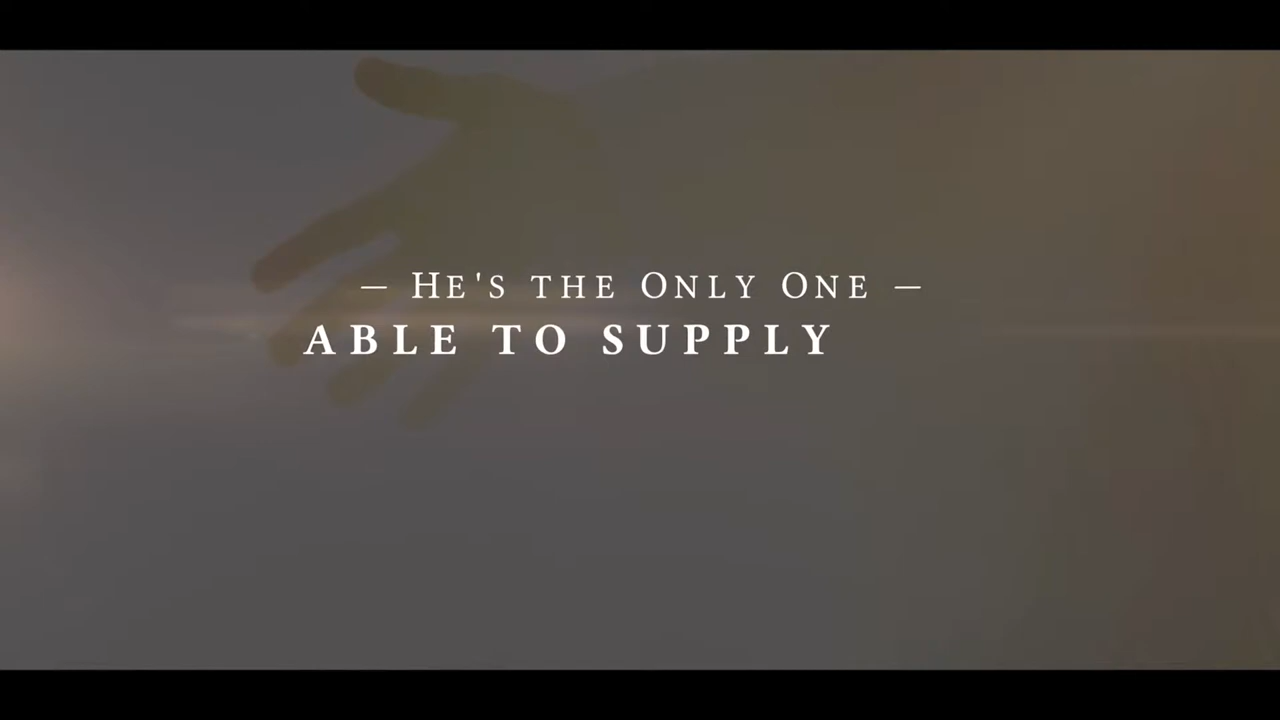 — He's the Only One —
ABLE TO SUPPLY